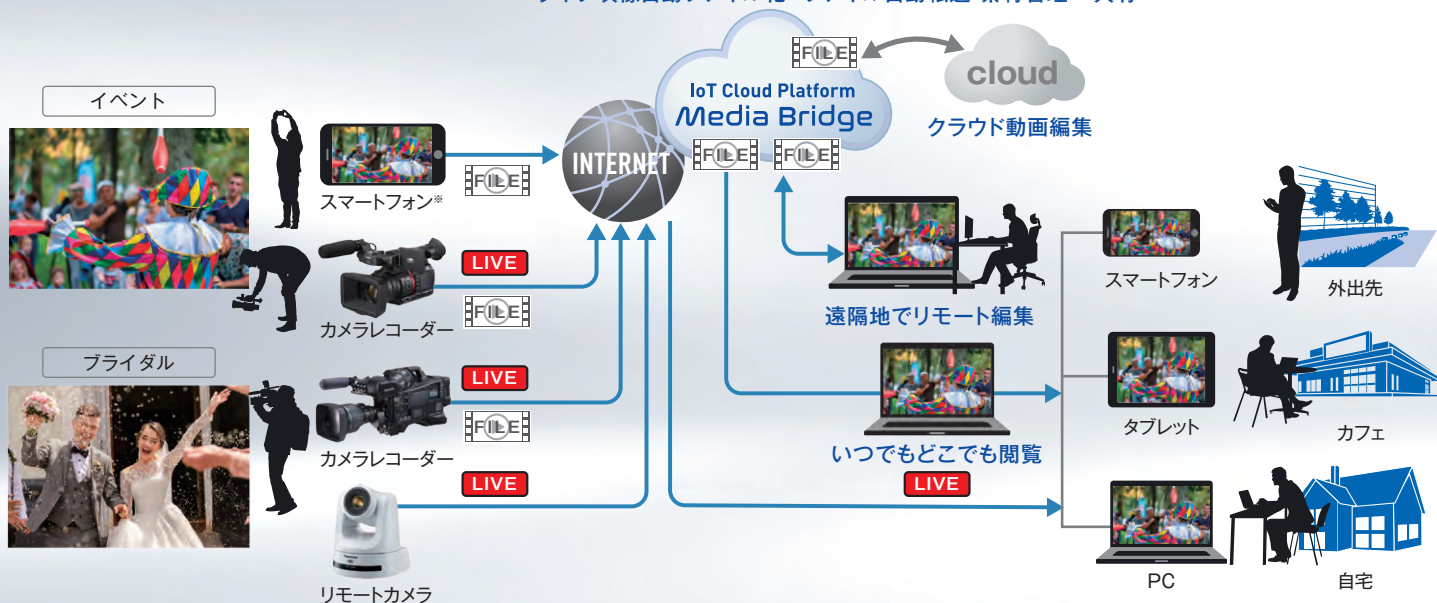 FILE
cloud
IoT Cloud Platform
Media Bridge
クラウド動画編集
FILE
FILE
イベント
INTERNET
スマートフォン※
FILE
LIVE
カメラレコーダー
FILE
遠隔地でリモート編集
スマートフォン
外出先
ブライダル
LIVE
カメラレコーダー
FILE
いつでもどこでも閲覧
タブレット
カフェ
LIVE
LIVE
リモートカメラ
PC
自宅